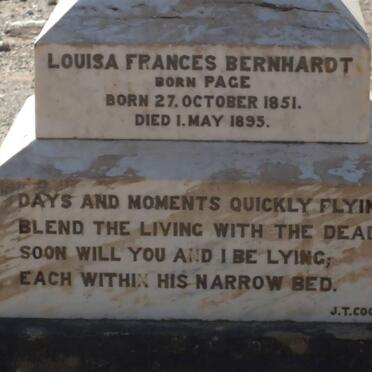 LOUISA FRANCES BERNHARDT
BORN PAGE
BORN 27. OCTOBER 1851.
DIED 1. MAY 1895.
DAYS AND MOMENTS QUICKLY FLYIN
BLEND THE LIVING WITH THE DEAD
SOON WILL YOU AND I BE LYING;
EACH WITHIN HIS NARROW BED.
J.T.COO